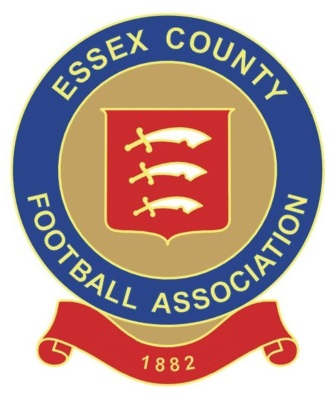 ESSEX COUNTY
FOOTBALL ASSOCIATION
1882